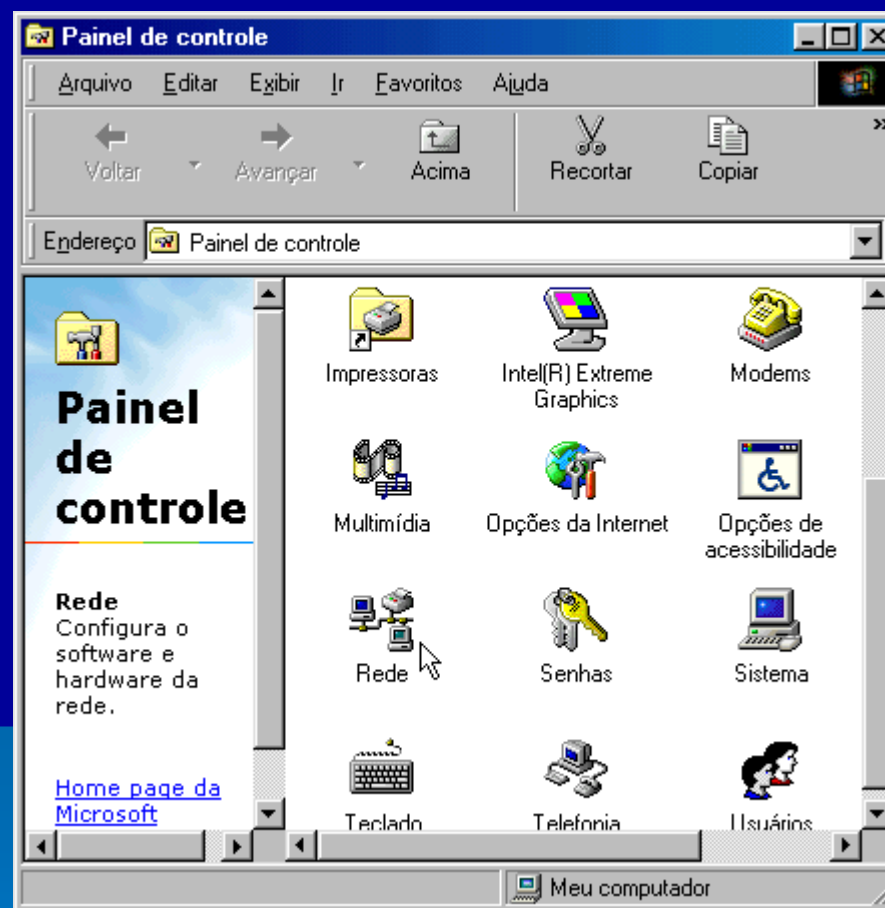 Painel de controle
Arquivo Editar Exibir Ir Favoritos Ajuda
Voltar Avançar Acima Recortar Copiar »
Endereço Painel de controle
Painel
de
controle
Rede
Configura o
software e
hardware da
rede.
Home page da
Microsoft
Impressoras
Intel(R) Extreme
Graphics
Modems
Multimídia
Opções da Internet
Opções de
acessibilidade
Rede
Senhas
Sistema
Teclado
Telefonia
Usuários
Meu computador